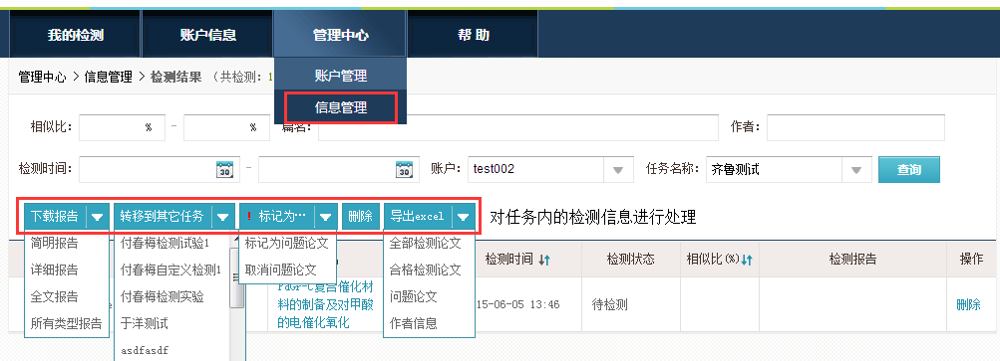 我的检测 账户信息 管理中心 帮 助
账户管理
管理中心 > 信息管理 > 检测结果 （共检测：1
信息管理
相似比： % - % 篇名： 作者：
检测时间： 30 - 30 账户： test002 任务名称： 齐鲁测试 查询
下载报告 转移到其它任务 ! 标记为… 删除 导出excel 对任务内的检测信息进行处理
简明报告 付春梅检测试验1 标记为问题论文 全部检测论文
检测时间 检测状态 相似比(%) 检测报告 操作
详细报告 付春梅自定义检测1 取消问题论文 合格检测论文
全文报告 付春梅检测实验 PdGP-C复合催化材 问题论文 15-06-05 13:46 待检测 删除
料的制备及对甲酸
所有类型报告 于洋测试 的电催化氧化 作者信息
asdfasdf